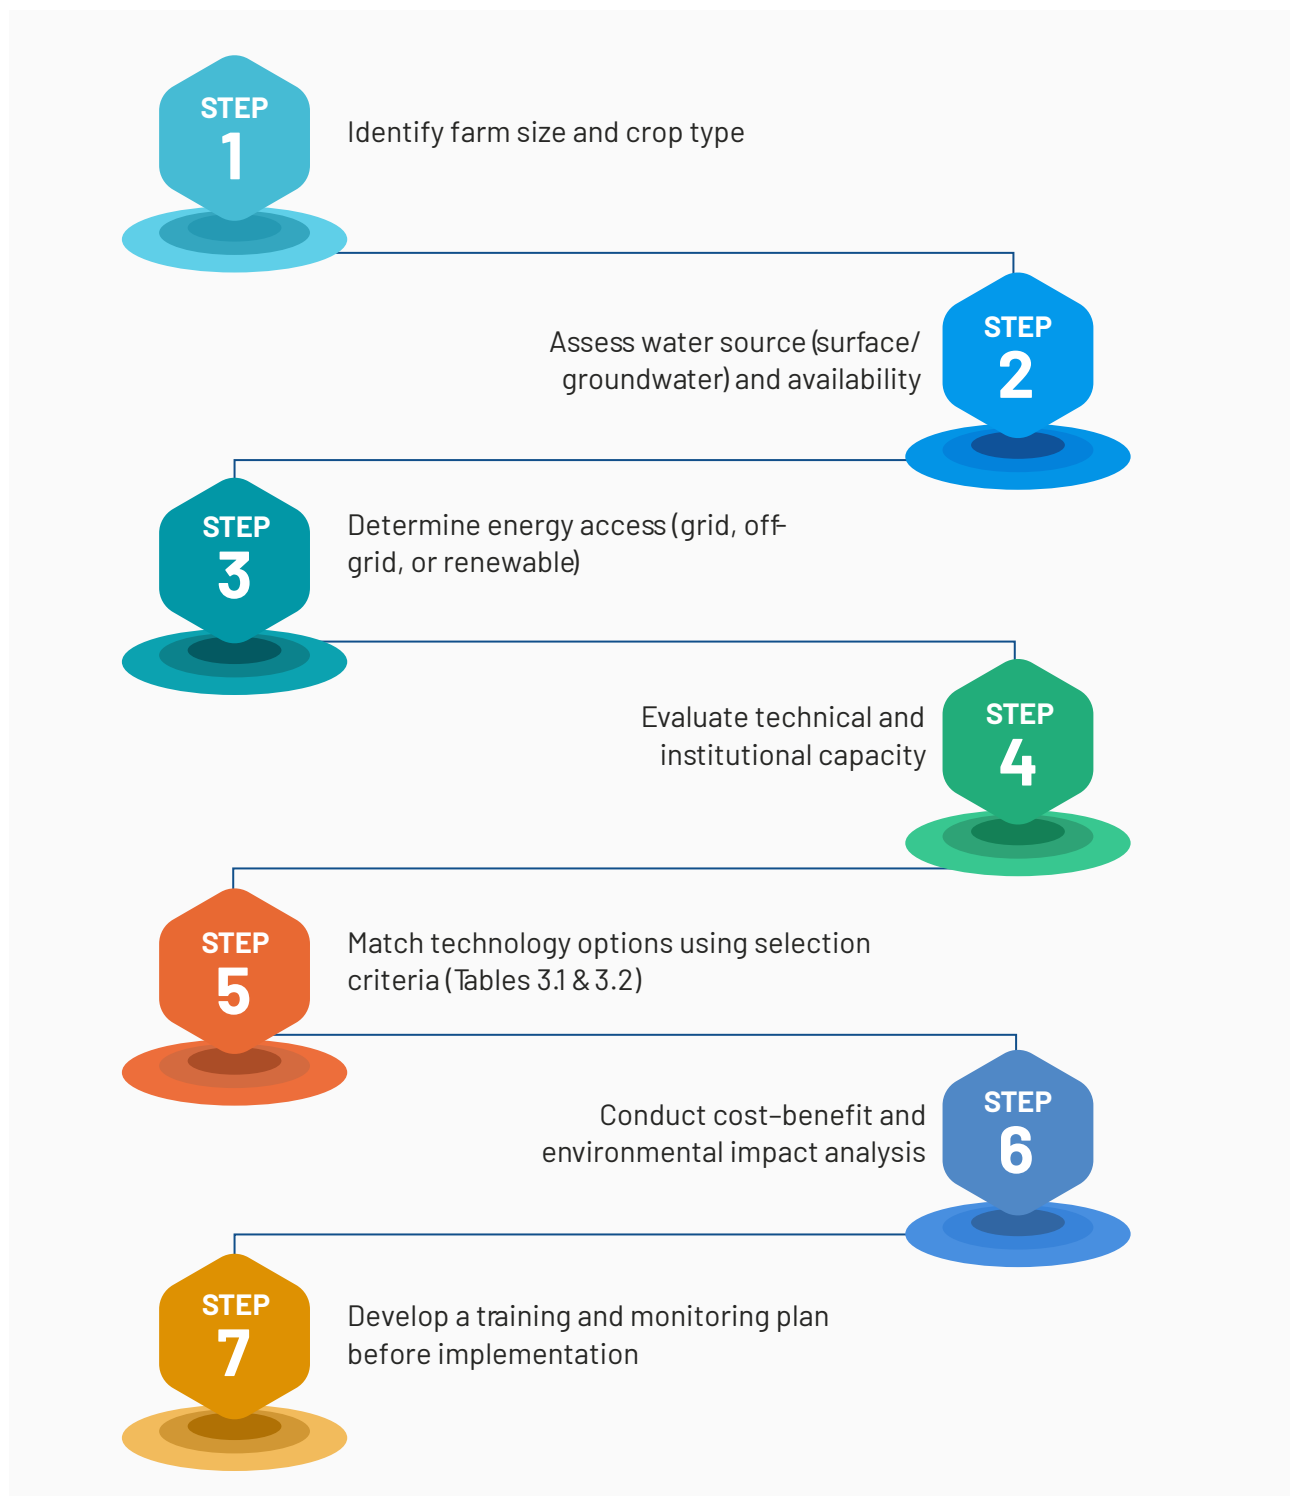 STEP
1
Identify farm size and crop type
STEP
2
Assess water source (surface/
groundwater) and availability
STEP
3
Determine energy access (grid, off-
grid, or renewable)
STEP
4
Evaluate technical and
institutional capacity
STEP
5
Match technology options using selection
criteria (Tables 3.1 & 3.2)
STEP
6
Conduct cost–benefit and
environmental impact analysis
STEP
7
Develop a training and monitoring plan
before implementation